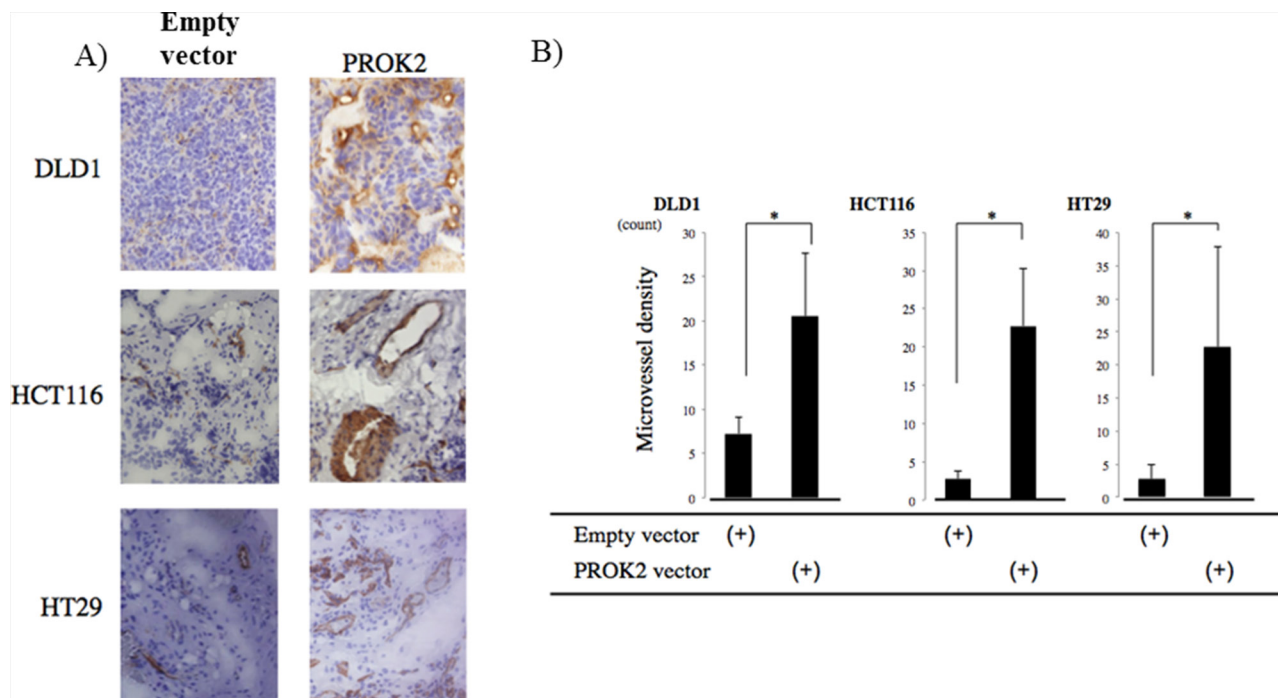 A)
Empty
vector
PROK2
DLD1
HCT116
HT29
B)
DLD1
HCT116
HT29
(count)
*
*
*
Microvessel density
30
25
20
15
10
5
0
35
30
25
20
15
10
5
0
40
35
30
25
20
15
10
5
0
Empty vector (+) (+) (+)
PROK2 vector (+) (+) (+)